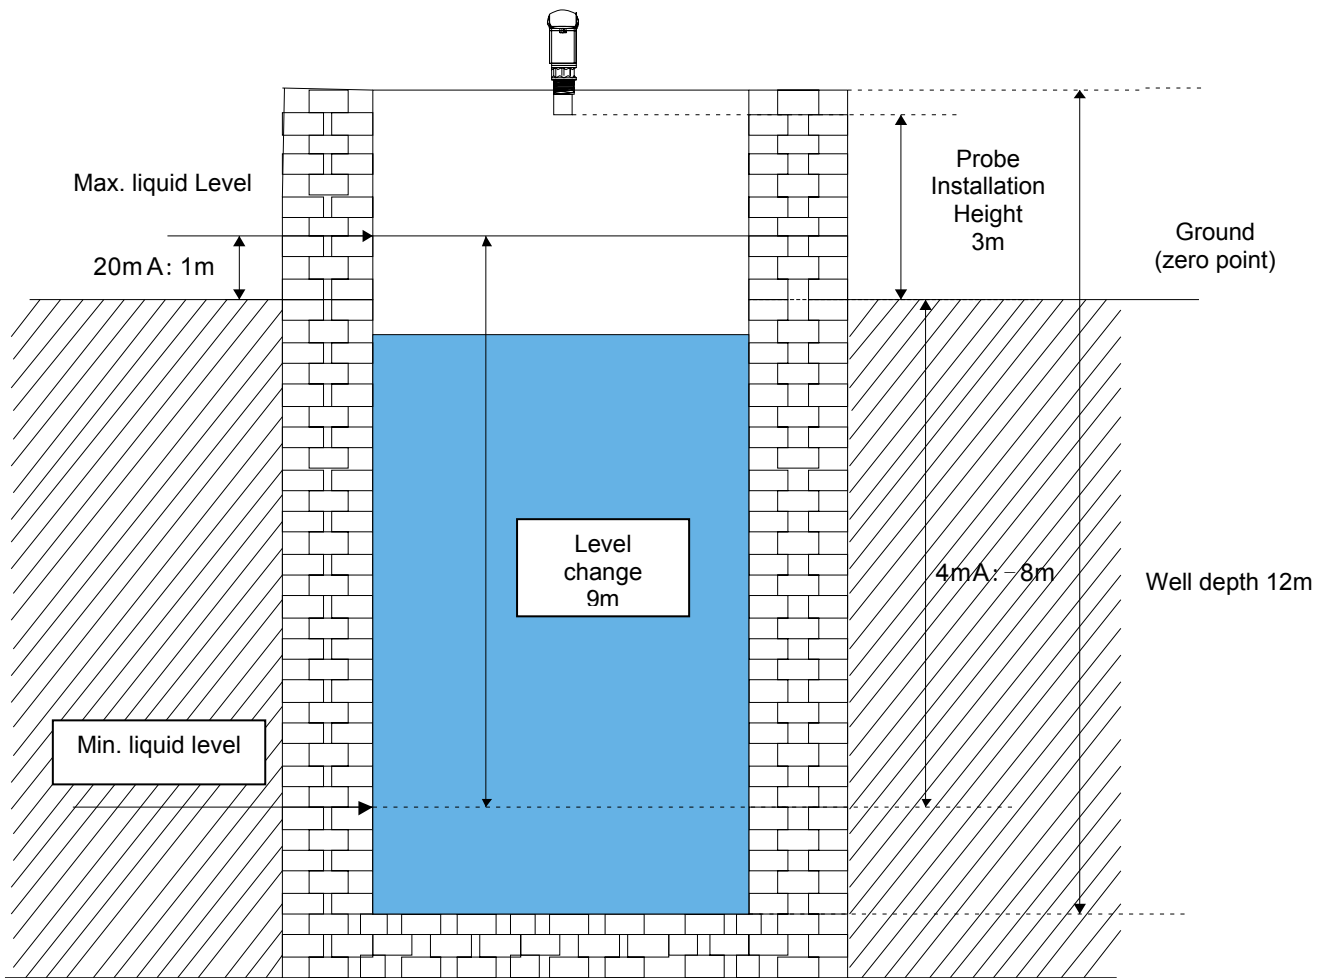 Max. liquid Level
20mA: 1m
Probe
Installation
Height
3m
Ground
(zero point)
Level
change
9m
4mA: −8m
Well depth 12m
Min. liquid level